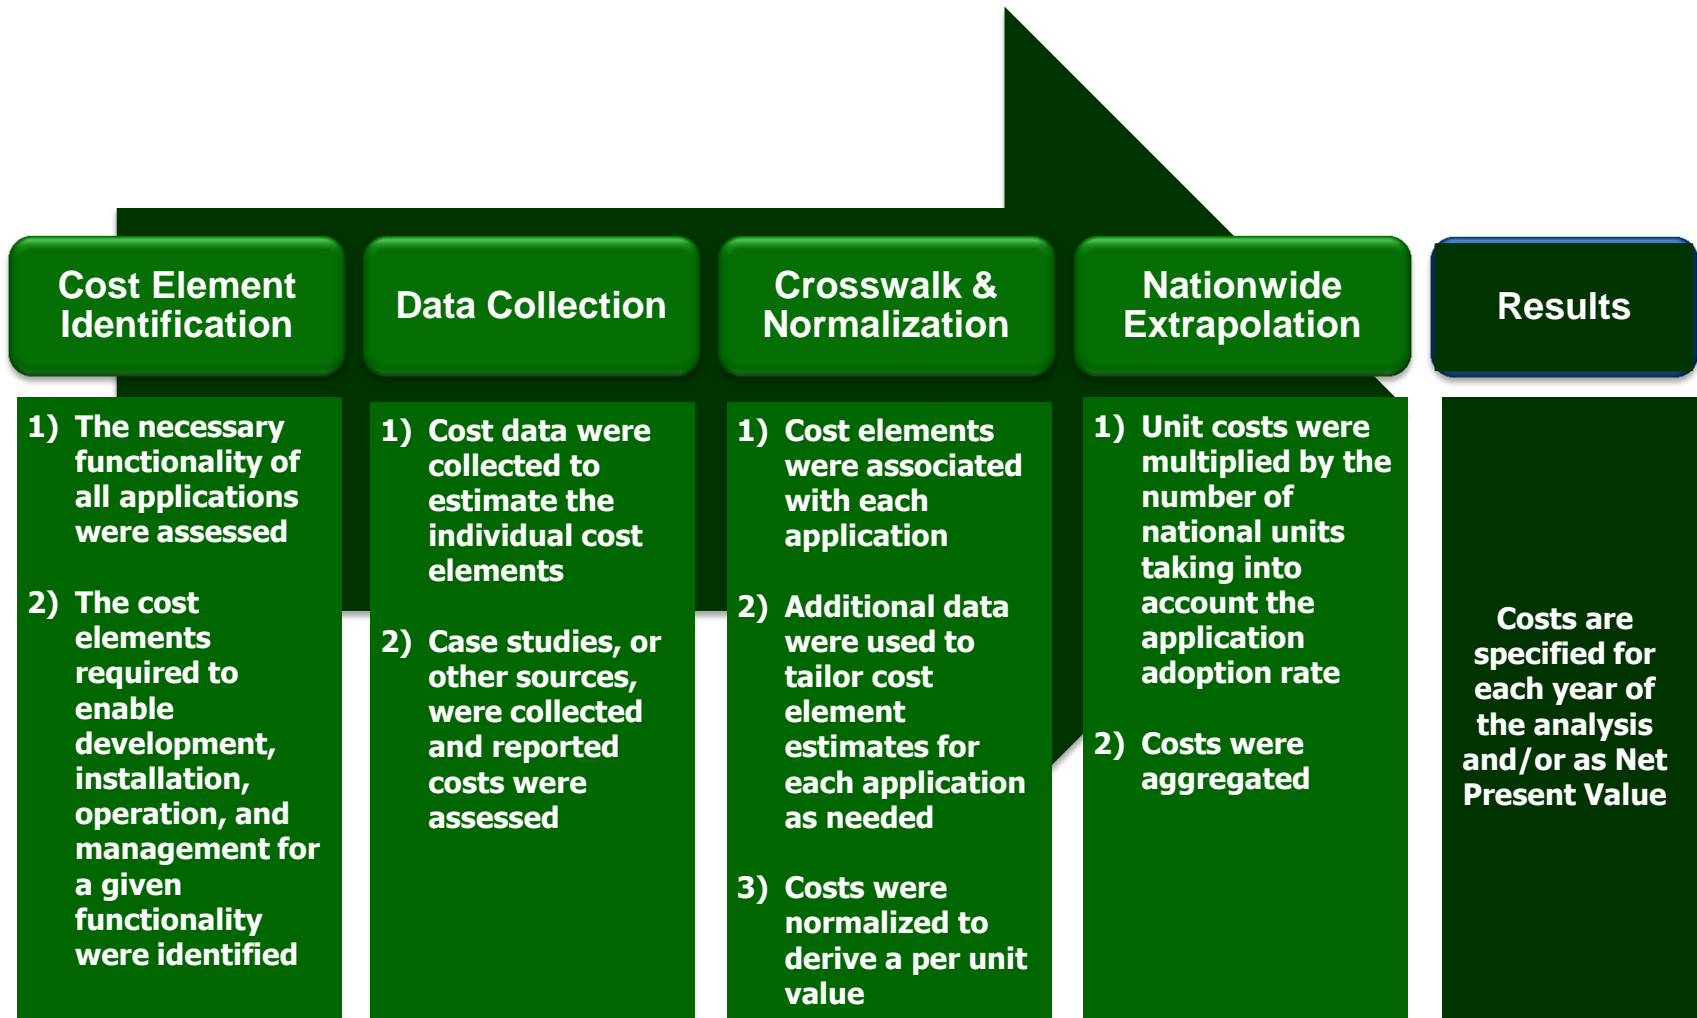 Cost Element
Identification
Data Collection
Crosswalk &
Normalization
Nationwide
Extrapolation
Results
1) The necessary
functionality of
all applications
were assessed
2) The cost
elements
required to
enable
development,
installation,
operation, and
management for
a given
functionality
were identified
1) Cost data were
collected to
estimate the
individual cost
elements
2) Case studies, or
other sources,
were collected
and reported
costs were
assessed
1) Cost elements
were associated
with each
application
2) Additional data
were used to
tailor cost
element
estimates for
each application
as needed
3) Costs were
normalized to
derive a per unit
value
1) Unit costs were
multiplied by the
number of
national units
taking into
account the
application
adoption rate
2) Costs were
aggregated
Costs are
specified for
each year of
the analysis
and/or as Net
Present Value